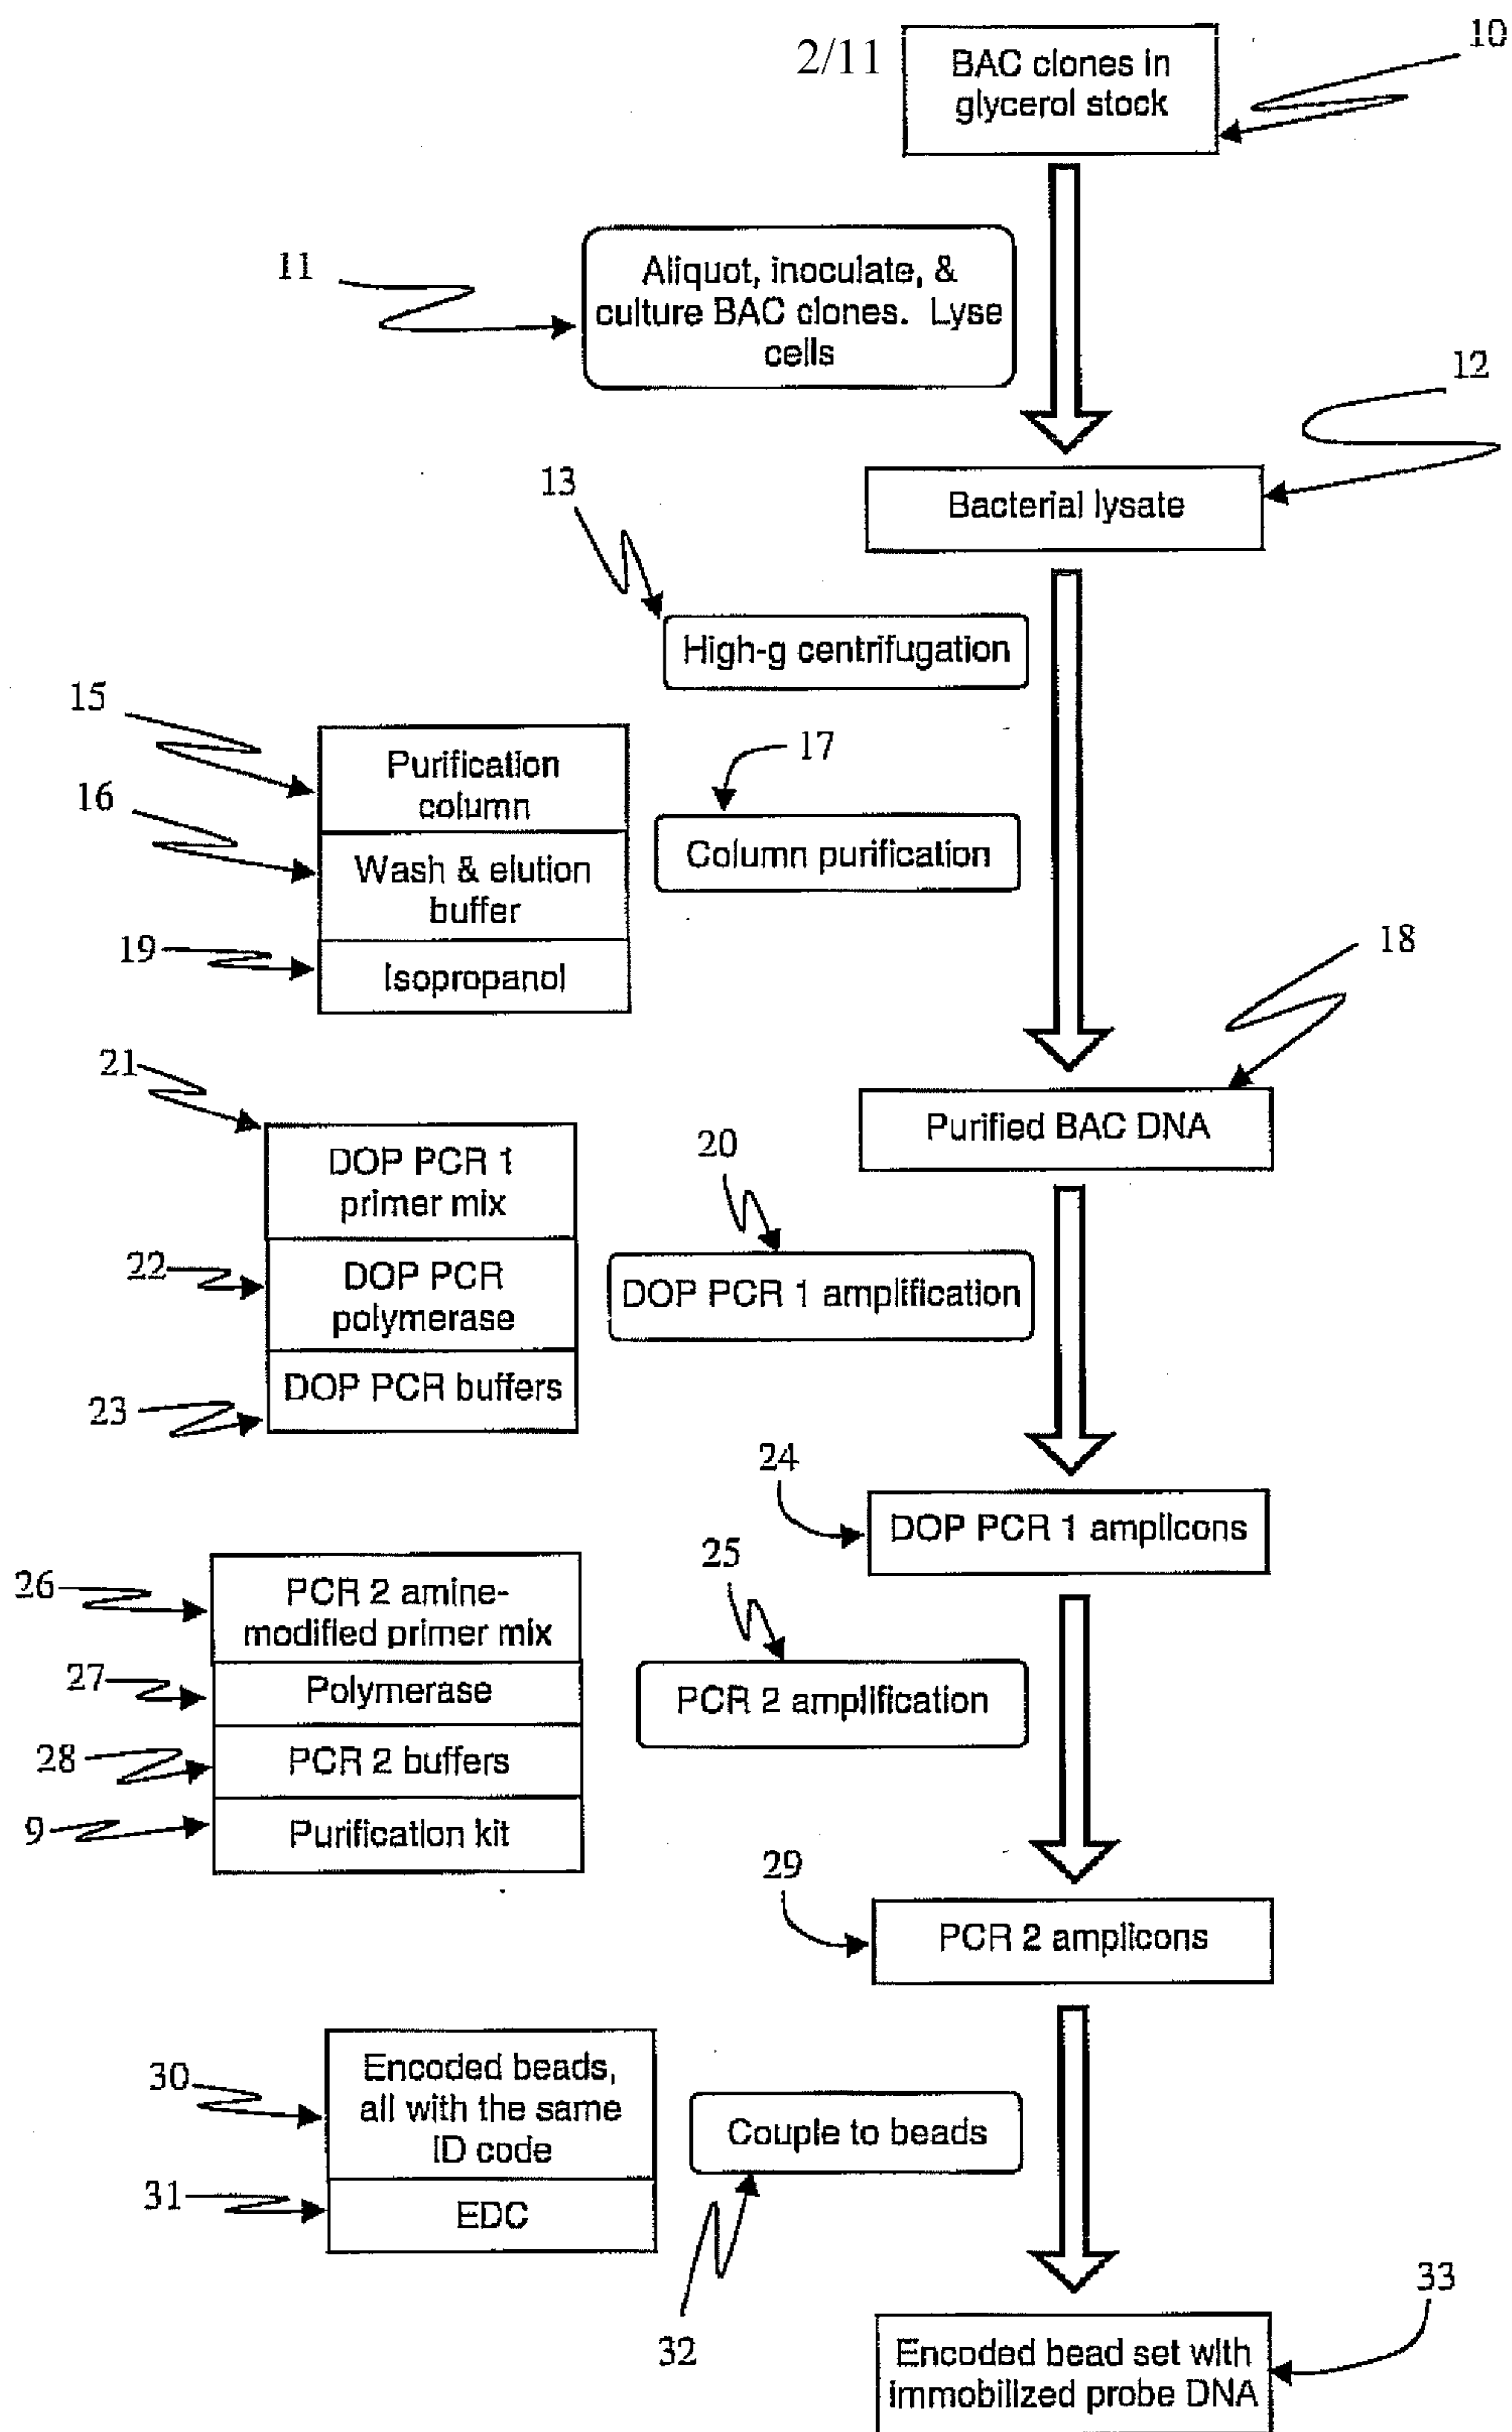 2/11
BAC clones in
glycerol stock
10
11
Aliquot, inoculate, &
culture BAC clones. Lyse
cells
12
Bacterial lysate
13
High-g centrifugation
15
Purification
column
17
16
Wash & elution
buffer
Column purification
19
Isopropanol
18
Purified BAC DNA
21
DOP PCR 1
primer mix
20
22
DOP PCR
polymerase
DOP PCR 1 amplification
23
DOP PCR buffers
24
DOP PCR 1 amplicons
26
PCR 2 amine-
modified primer mix
25
27
Polymerase
PCR 2 amplification
28
PCR 2 buffers
9
Purification kit
29
PCR 2 amplicons
30
Encoded beads,
all with the same
ID code
Couple to beads
31
EDC
32
33
Encoded bead set with
immobilized probe DNA